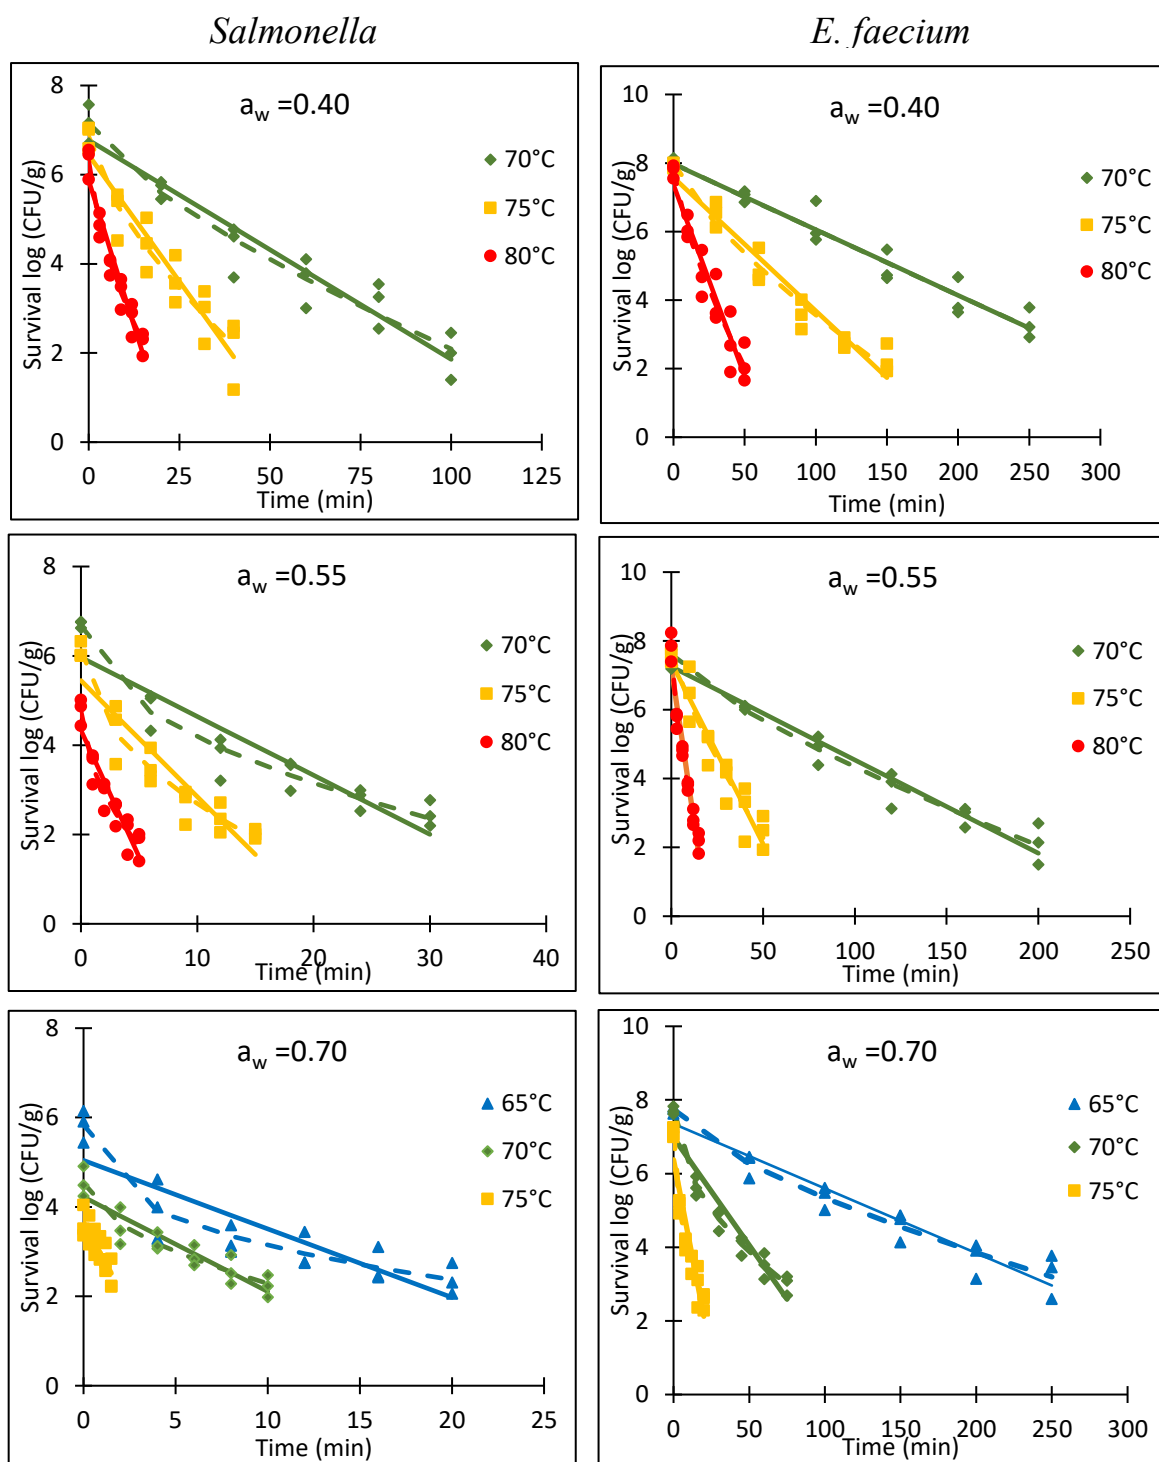 Salmonella
E. faecium
a_w =0.40
Survival log (CFU/g)
8
6
4
2
0
70°C
75°C
80°C
0 25 50 75 100 125
Time (min)
a_w =0.40
Survival log (CFU/g)
10
8
6
4
2
0
70°C
75°C
80°C
0 50 100 150 200 250 300
Time (min)
a_w =0.55
Survival log (CFU/g)
8
6
4
2
0
70°C
75°C
80°C
0 10 20 30 40
Time (min)
a_w =0.55
Survival log (CFU/g)
10
8
6
4
2
0
70°C
75°C
80°C
0 50 100 150 200 250
Time (min)
a_w =0.70
Survival log (CFU/g)
8
6
4
2
0
65°C
70°C
75°C
0 5 10 15 20 25
Time (min)
a_w =0.70
Survival log (CFU/g)
10
8
6
4
2
0
65°C
70°C
75°C
0 50 100 150 200 250 300
Time (min)